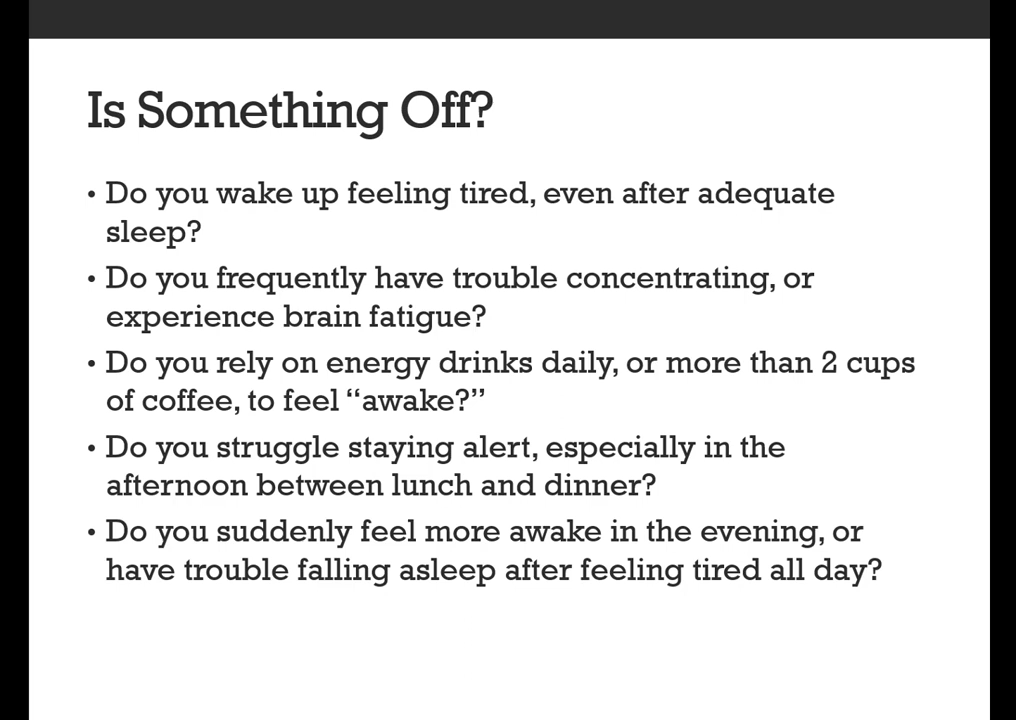 Is Something Off?
• Do you wake up feeling tired, even after adequate
sleep?
• Do you frequently have trouble concentrating, or
experience brain fatigue?
• Do you rely on energy drinks daily, or more than 2 cups
of coffee, to feel “awake?”
• Do you struggle staying alert, especially in the
afternoon between lunch and dinner?
• Do you suddenly feel more awake in the evening, or
have trouble falling asleep after feeling tired all day?